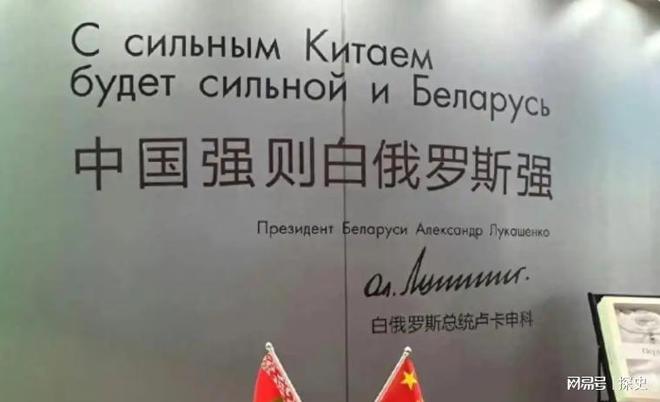 С сильным Китаем
будет сильной и Беларусь
中国强则白俄罗斯强
Президент Беларуси Александр Лукашенко
白俄罗斯总统卢卡申科
网易号 | 探史